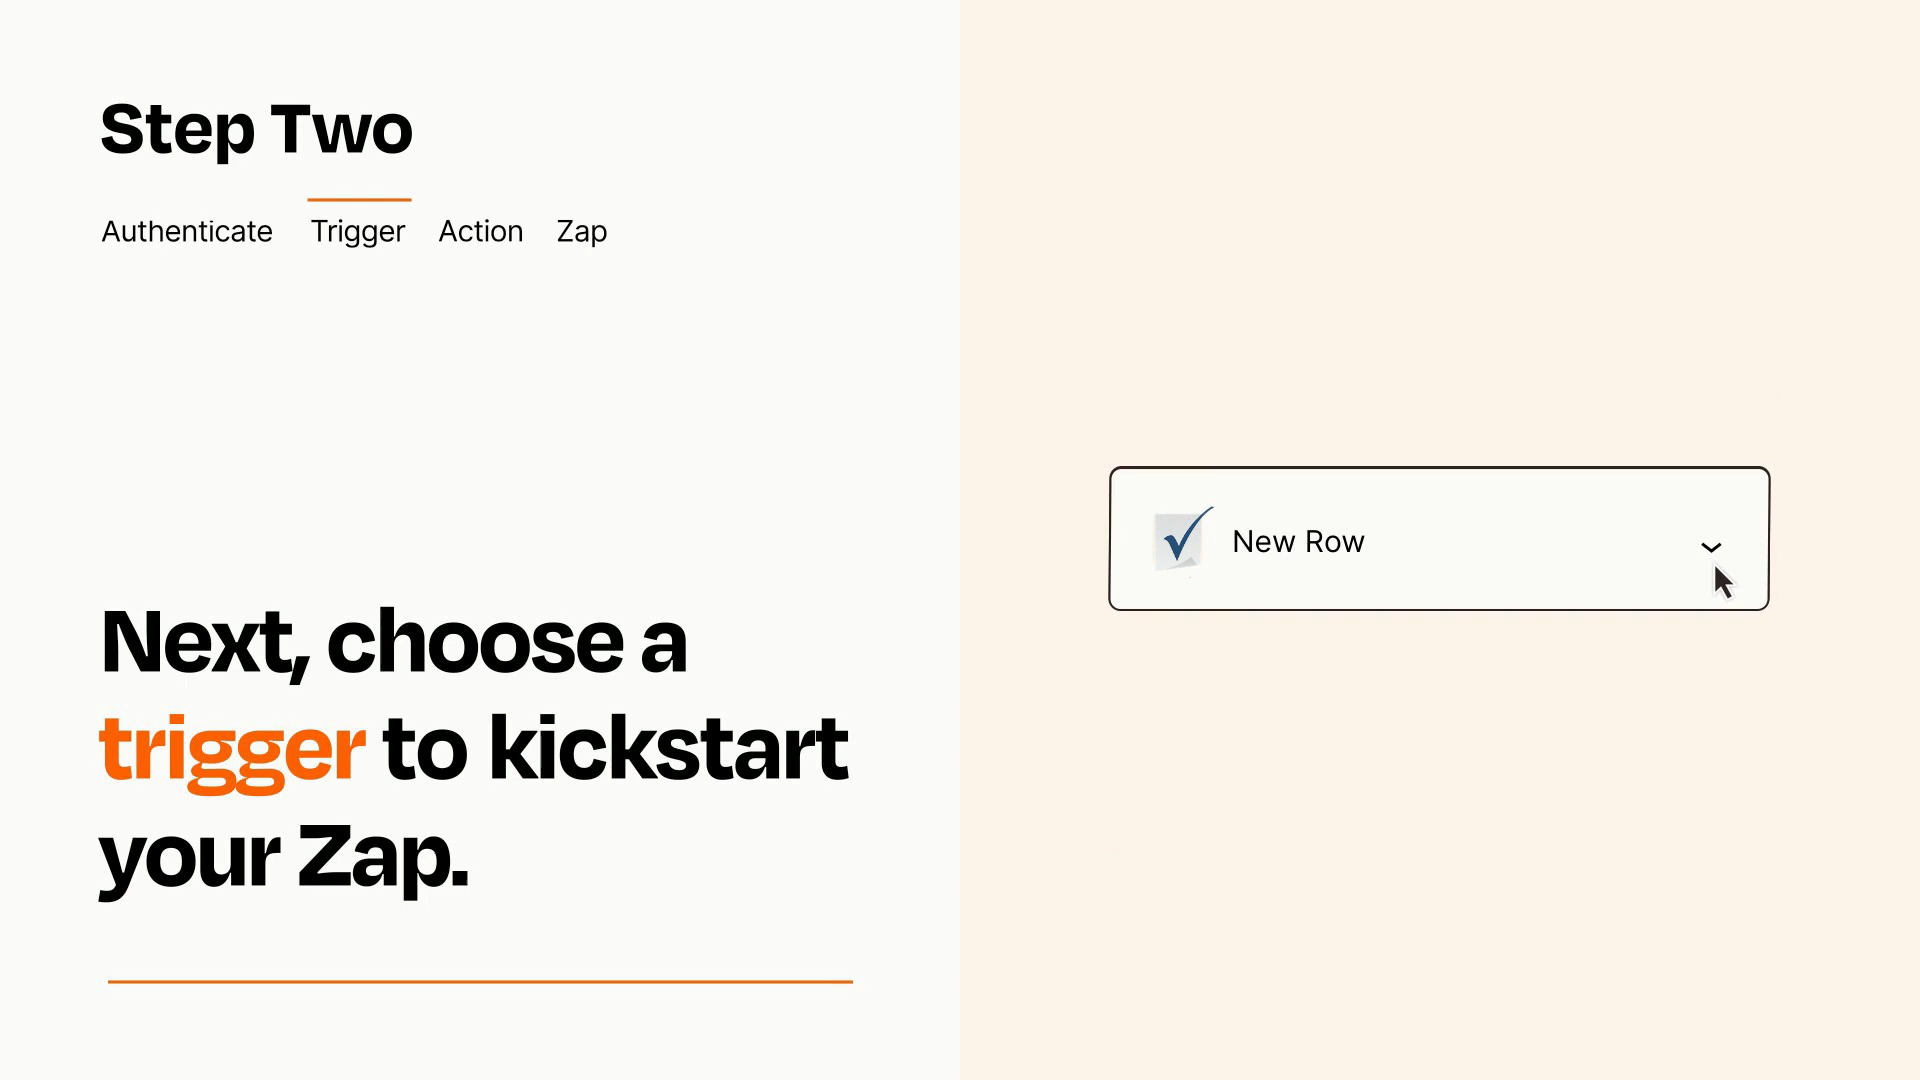 Step Two
Authenticate Trigger Action Zap
Next, choose a
trigger to kickstart
your Zap.
New Row